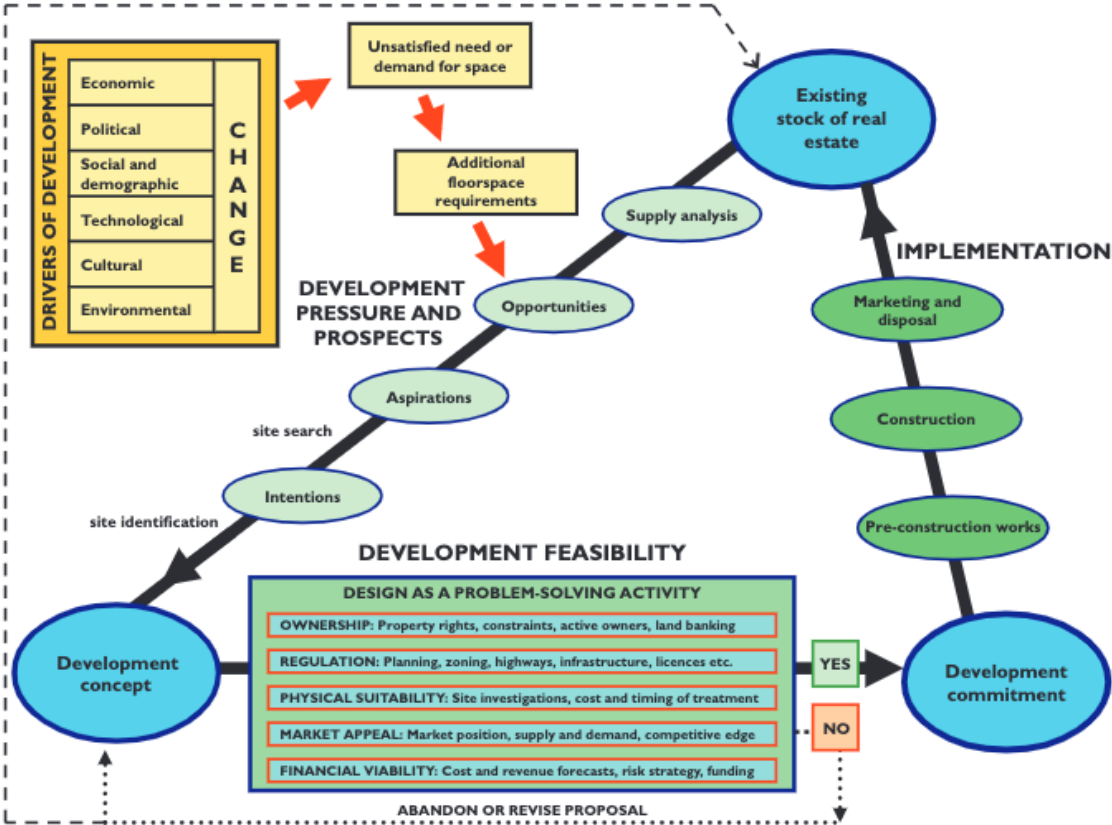 DRIVERS OF DEVELOPMENT
Economic
Political
Social and
demographic
Technological
Cultural
Environmental
CHANGE
Unsatisfied need or
demand for space
Additional
floorspace
requirements
Existing
stock of real
estate
Supply analysis
Opportunities
DEVELOPMENT
PRESSURE AND
PROSPECTS
Aspirations
site search
Intentions
site identification
IMPLEMENTATION
Marketing and
disposal
Construction
Pre-construction works
DEVELOPMENT FEASIBILITY
Development
concept
DESIGN AS A PROBLEM-SOLVING ACTIVITY
OWNERSHIP: Property rights, constraints, active owners, land banking
REGULATION: Planning, zoning, highways, infrastructure, licences etc.
PHYSICAL SUITABILITY: Site investigations, cost and timing of treatment
MARKET APPEAL: Market position, supply and demand, competitive edge
FINANCIAL VIABILITY: Cost and revenue forecasts, risk strategy, funding
YES
NO
Development
commitment
ABANDON OR REVISE PROPOSAL